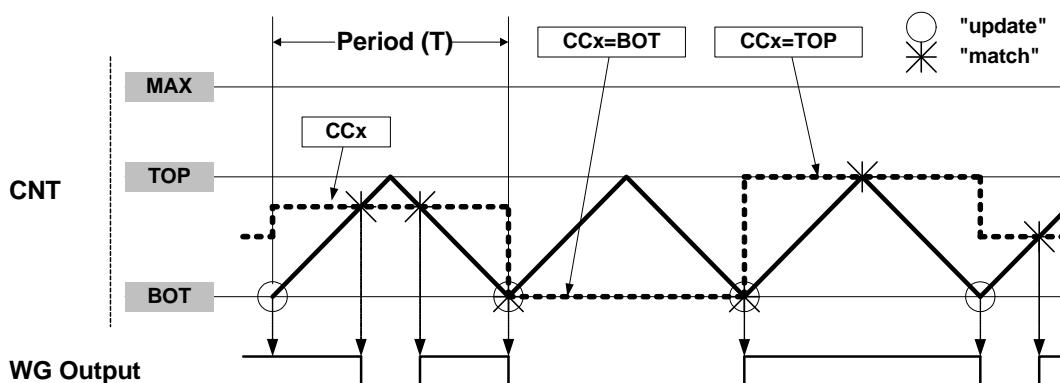 Period (T)
CCx=BOT
CCx=TOP
"update"
"match"
MAX
CCx
TOP
CNT
BOT
WG Output